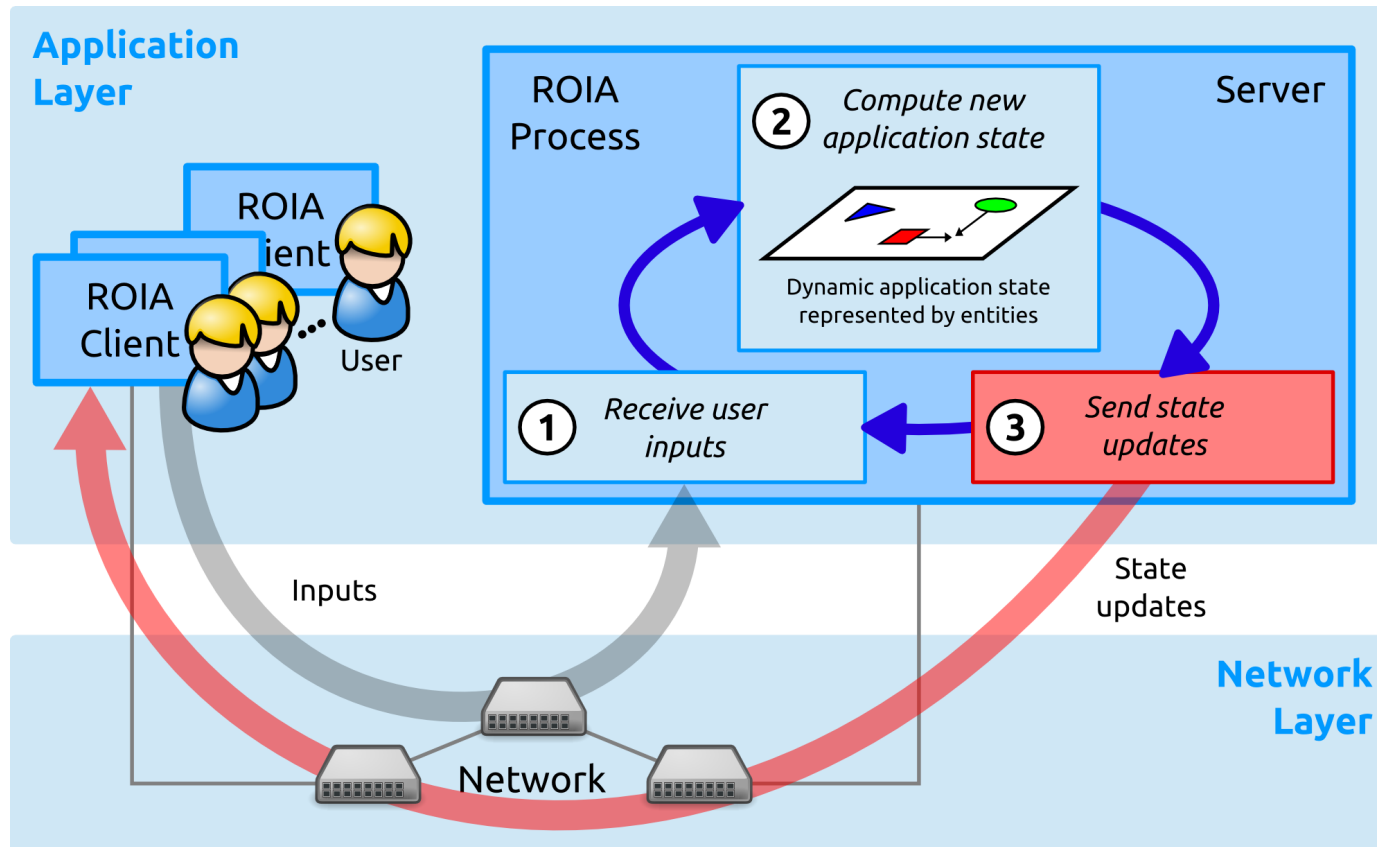 Application
Layer
ROIA
Process
Server
2
Compute new
application state
Dynamic application state
represented by entities
ROIA
ient
ROIA
Client
User
1
Receive user
inputs
3
Send state
updates
Inputs
State
updates
Network
Layer
Network